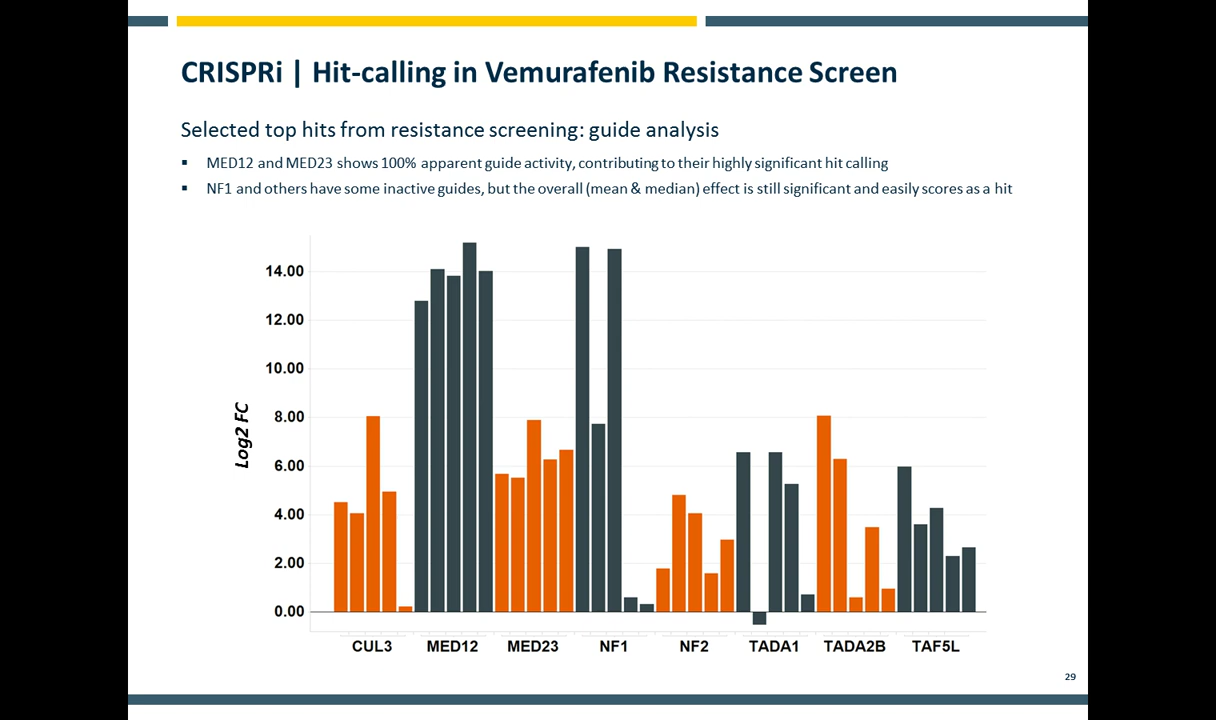 CRISPRi | Hit-calling in Vemurafenib Resistance Screen
Selected top hits from resistance screening: guide analysis
▪ MED12 and MED23 shows 100% apparent guide activity, contributing to their highly significant hit calling
▪ NF1 and others have some inactive guides, but the overall (mean & median) effect is still significant and easily scores as a hit
Log2 FC
14.00
12.00
10.00
8.00
6.00
4.00
2.00
0.00
CUL3 MED12 MED23 NF1 NF2 TADA1 TADA2B TAF5L
29